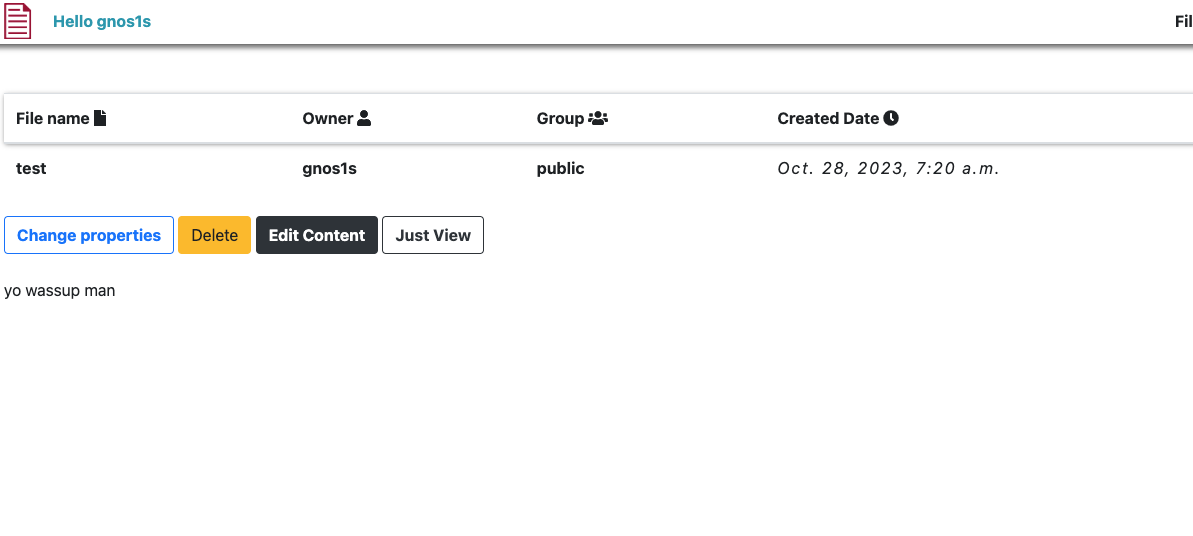 Hello gnos1s Fil
File name Owner Group Created Date
test gnos1s public Oct. 28, 2023, 7:20 a.m.
Change properties Delete Edit Content Just View
yo wassup man